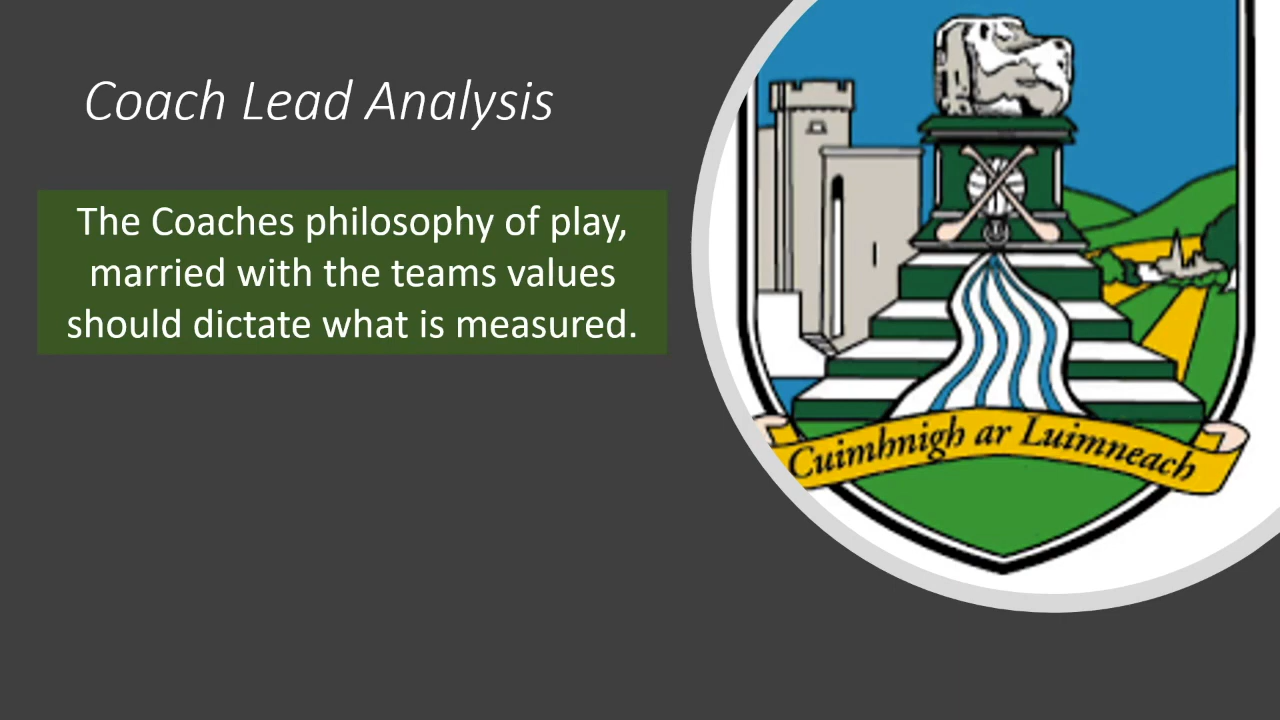 Coach Lead Analysis
The Coaches philosophy of play,
married with the teams values
should dictate what is measured.
Cuimhnigh ar Luimneach